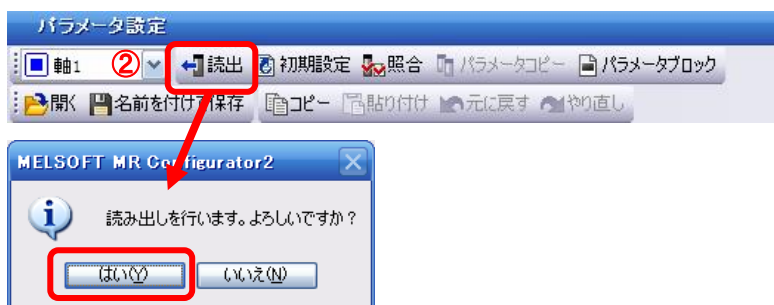 パラメータ設定
軸1 ② 読出 初期設定 照合 パラメータコピー パラメータブロック
開く 名前を付けて保存 コピー 貼り付け 元に戻す やり直し
MELSOFT MR Configurator2
読み出しを行います。よろしいですか?
はい(Y) いいえ(N)